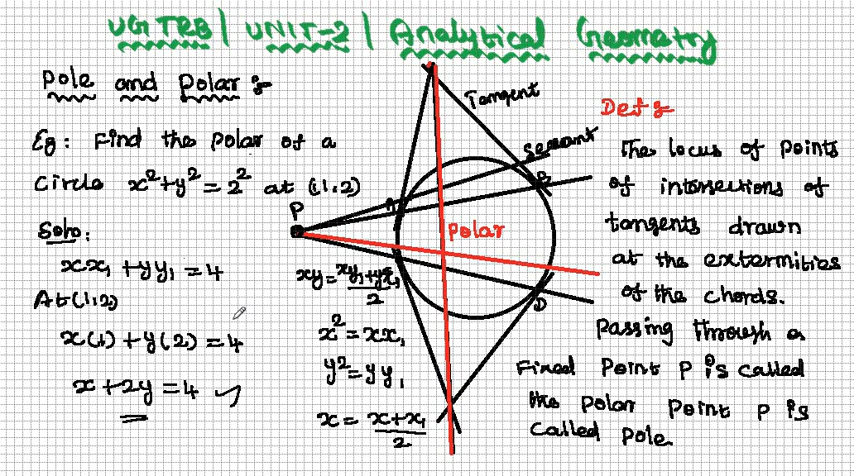 UG TRB | UNIT-2 | Analytical Geometry
Pole and Polar :-
Eg: Find the polar of a
Circle x²+y²=2² at (1,2)
Soln:
xx₁ + yy₁ = 4
At (1,2)
x(1) + y(2) = 4
x + 2y = 4
P
A
B
D
Tangent
Polar
xy = xy₁+yx₁/2
x² = xx₁
y² = yy₁
x = x+x₁/2
Def :-
The locus of points
of intersections of
tangents drawn
at the extermities
of the chords.
Passing through a
Fixed Point P is called
the polar point P is
called pole.